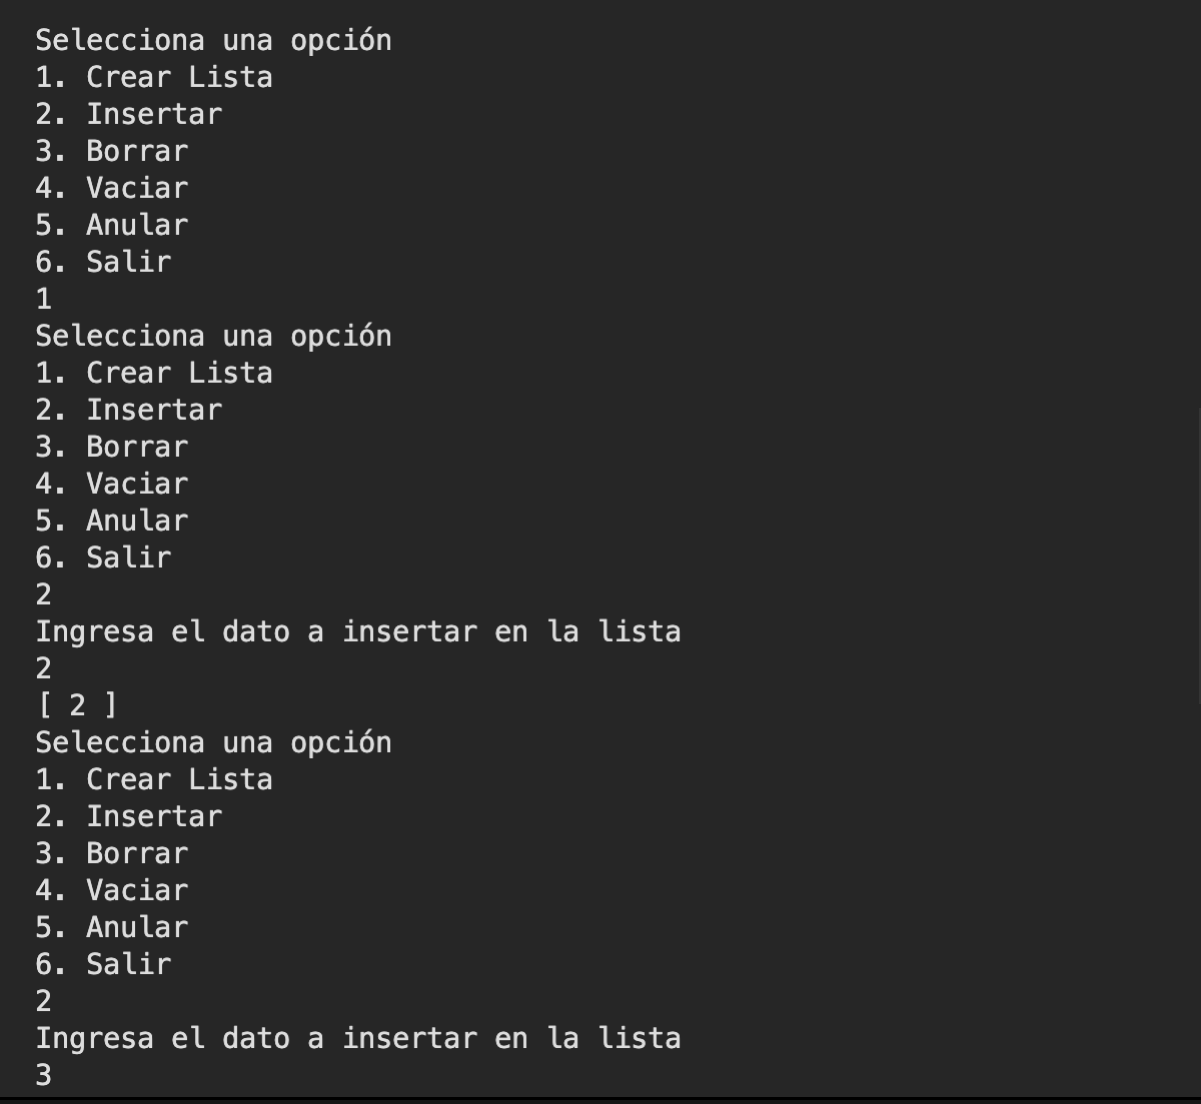 Selecciona una opción
1. Crear Lista
2. Insertar
3. Borrar
4. Vaciar
5. Anular
6. Salir
1
Selecciona una opción
1. Crear Lista
2. Insertar
3. Borrar
4. Vaciar
5. Anular
6. Salir
2
Ingresa el dato a insertar en la lista
2
[ 2 ]
Selecciona una opción
1. Crear Lista
2. Insertar
3. Borrar
4. Vaciar
5. Anular
6. Salir
2
Ingresa el dato a insertar en la lista
3